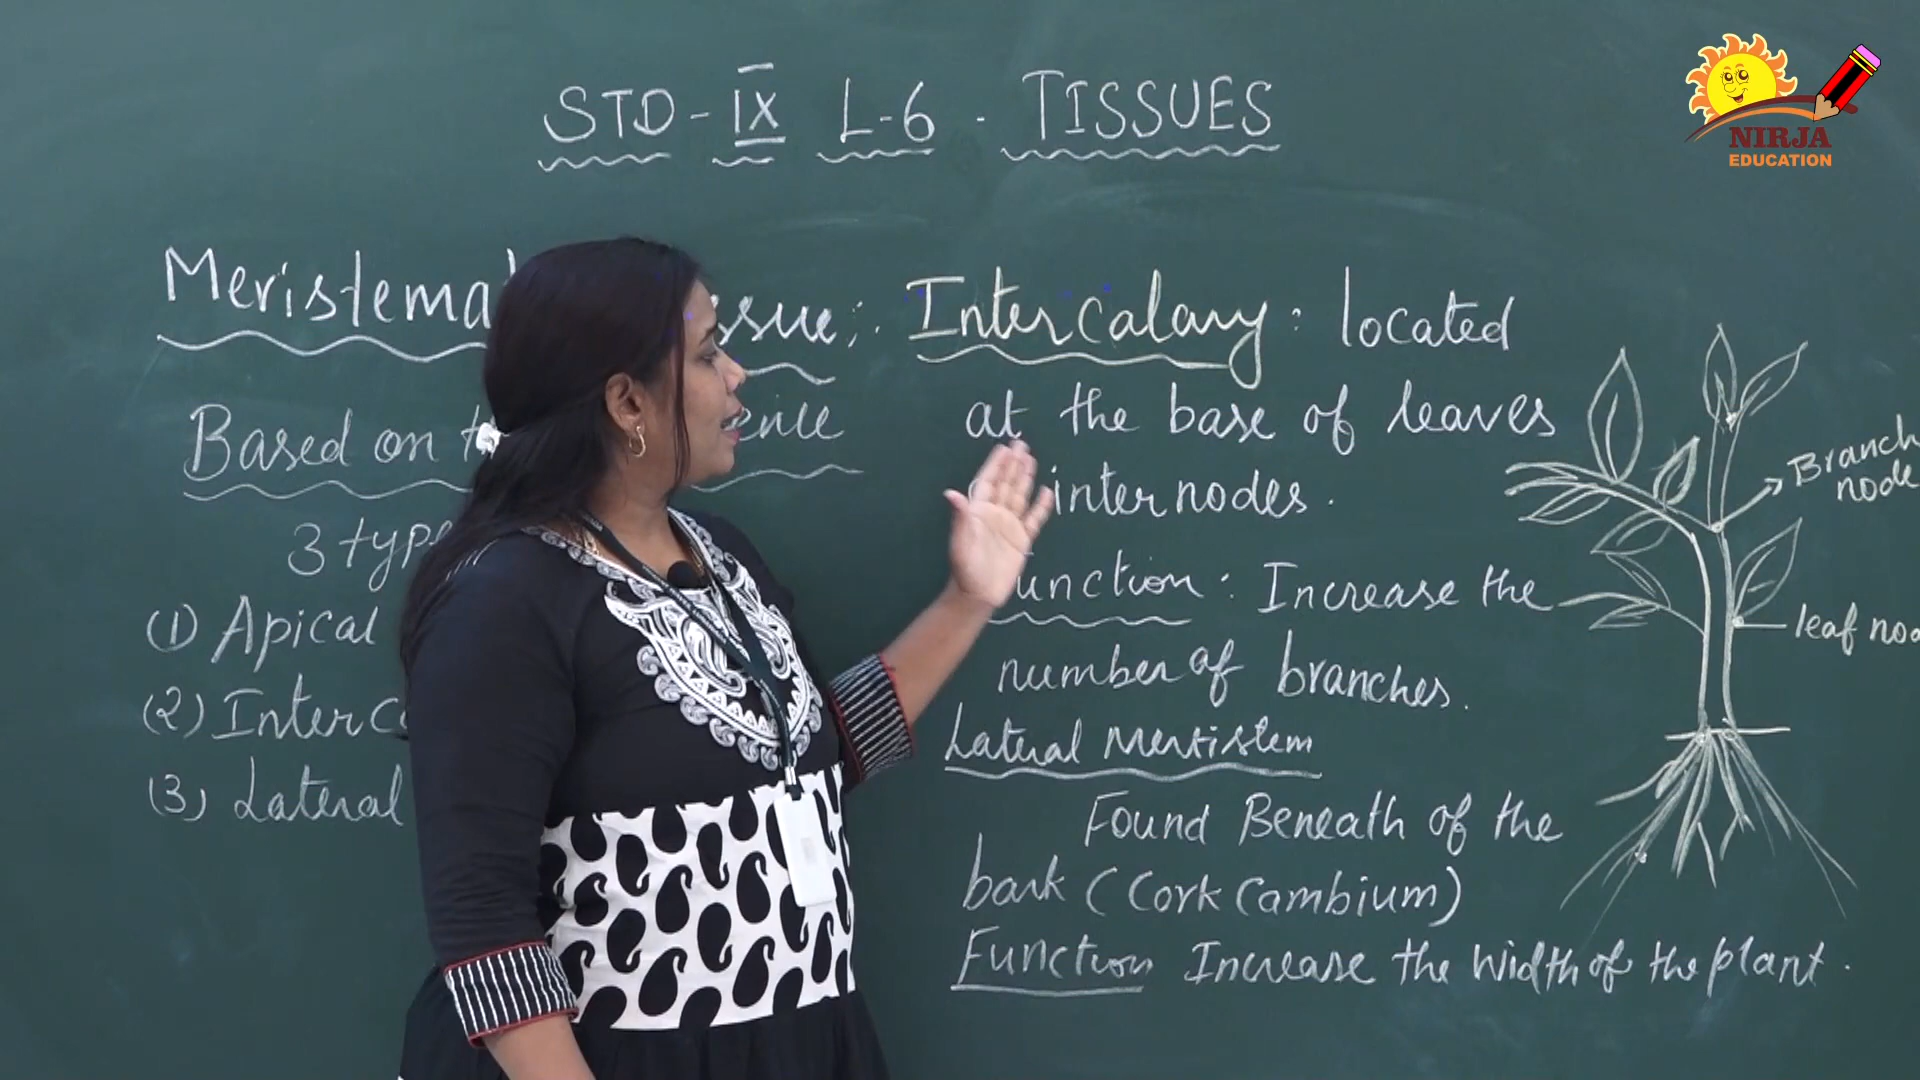 STD-IX L-6 - TISSUES
NIRJA
EDUCATION
Meristema ssue;
Based on
3 typ
(1) Apical
(2) Interc
(3) Lateral
Intercalary: located
at the base of leaves
internodes.
unction: Increase the
number of branches.
Lateral Meristem
Found Beneath of the
bark (Cork Cambium)
Function Increase the width of the plant.
Branch
node
leaf no